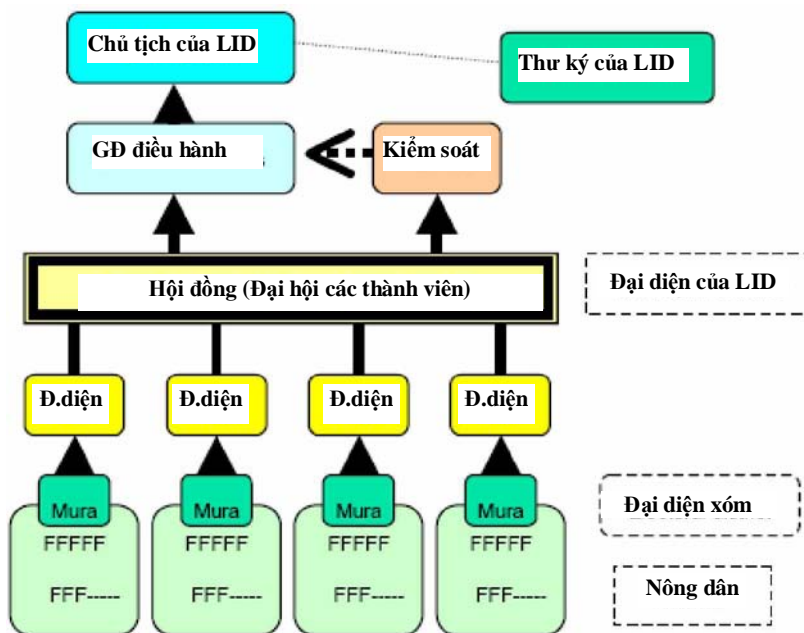 Chủ tịch của LID
Thư ký của LID
GĐ điều hành
Kiểm soát
Hội đồng (Đại hội các thành viên)
Đại diện của LID
Đ.diện Đ.diện Đ.diện Đ.diện
Mura Mura Mura Mura
Đại diện xóm
FFFFF FFFFF FFFFF FFFFF
FFF----- FFF----- FFF----- FFF-----
Nông dân